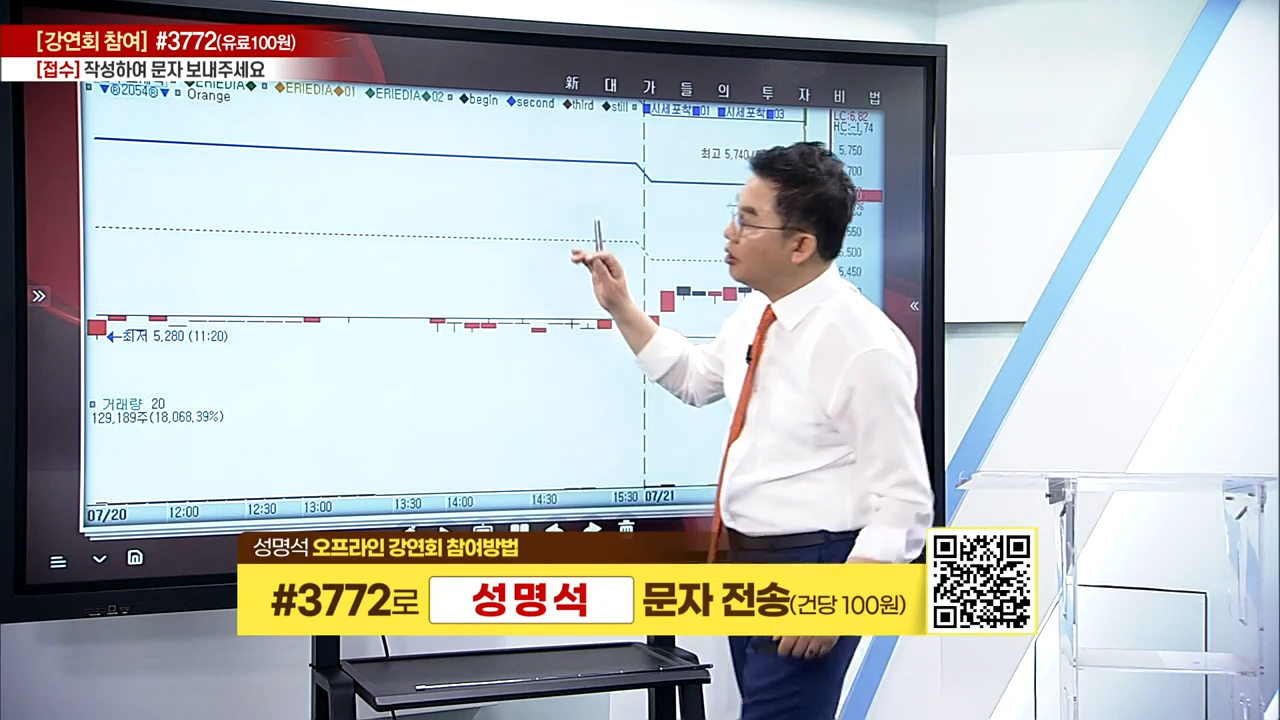 [강연회 참여] #3772(유료100원)
[접수] 작성하여 문자 보내주세요
新 대 가 들 의 투 자 비 법
▼@2054@▼
Orange
ERIEDIA◆
ERIEDIA◆01
ERIEDIA◆02
begin
second
third
still
시세포착 01
시세포착 03
LC:6,82
HC:-1,74
최고 5,740
5,750
5,500
5,450
최저 5,280 (11:20)
거래량 20
129,189주(18,068,39%)
07/20
12:00
12:30
13:00
13:30
14:00
14:30
15:30
07/21
성명석 오프라인 강연회 참여방법
#3772로 성명석 문자 전송(건당 100원)